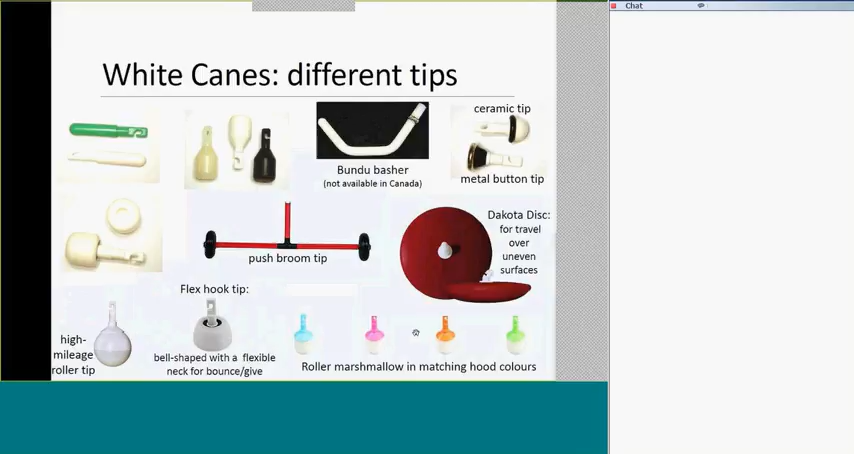 Chat
White Canes: different tips
ceramic tip
metal button tip
Bundu basher
(not available in Canada)
Dakota Disc:
for travel
over
uneven
surfaces
push broom tip
Flex hook tip:
bell-shaped with a flexible
neck for bounce/give
high-
mileage
roller tip
Roller marshmallow in matching hood colours